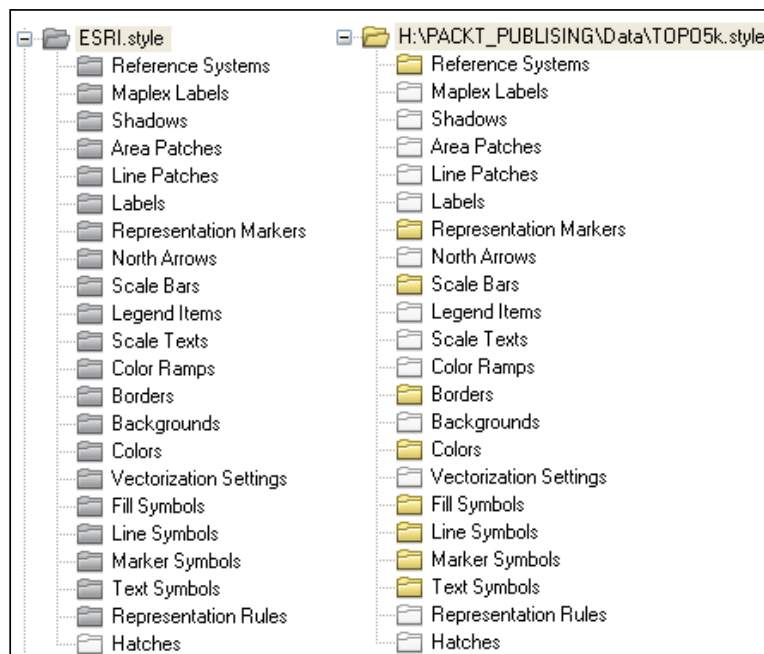 ESRI.style
Reference Systems
Maplex Labels
Shadows
Area Patches
Line Patches
Labels
Representation Markers
North Arrows
Scale Bars
Legend Items
Scale Texts
Color Ramps
Borders
Backgrounds
Colors
Vectorization Settings
Fill Symbols
Line Symbols
Marker Symbols
Text Symbols
Representation Rules
Hatches
H:\PACKT_PUBLISING\Data\TOPO5k.style
Reference Systems
Maplex Labels
Shadows
Area Patches
Line Patches
Labels
Representation Markers
North Arrows
Scale Bars
Legend Items
Scale Texts
Color Ramps
Borders
Backgrounds
Colors
Vectorization Settings
Fill Symbols
Line Symbols
Marker Symbols
Text Symbols
Representation Rules
Hatches